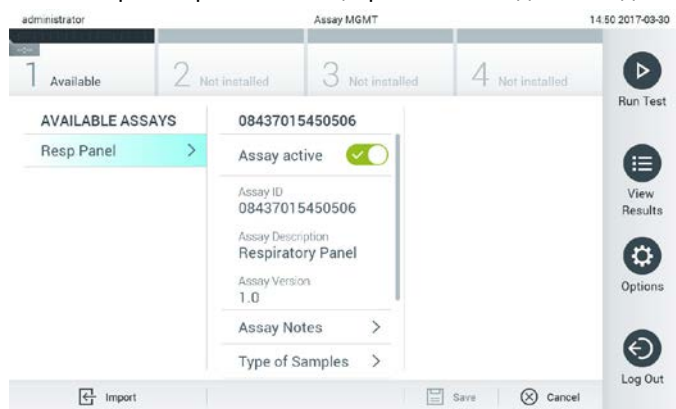 administrator Assay MGMT 14:50 2017-03-30
1 Available 2 Not installed 3 Not installed 4 Not installed
Run Test
AVAILABLE ASSAYS
Resp Panel
08437015450506
Assay active
Assay ID
08437015450506
Assay Description
Respiratory Panel
Assay Version
1.0
Assay Notes
Type of Samples
View
Results
Options
Log Out
Import
Save
Cancel